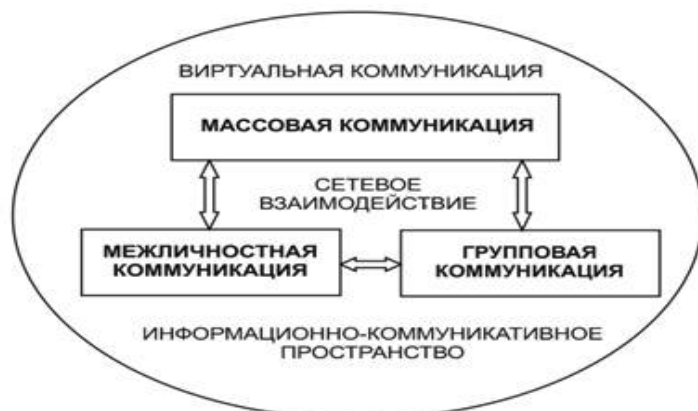 ВИРТУАЛЬНАЯ КОММУНИКАЦИЯ
МАССОВАЯ КОММУНИКАЦИЯ
СЕТЕВОЕ
ВЗАИМОДЕЙСТВИЕ
МЕЖЛИЧНОСТНАЯ
КОММУНИКАЦИЯ
ГРУППОВАЯ
КОММУНИКАЦИЯ
ИНФОРМАЦИОННО-КОММУНИКАТИВНОЕ
ПРОСТРАНСТВО